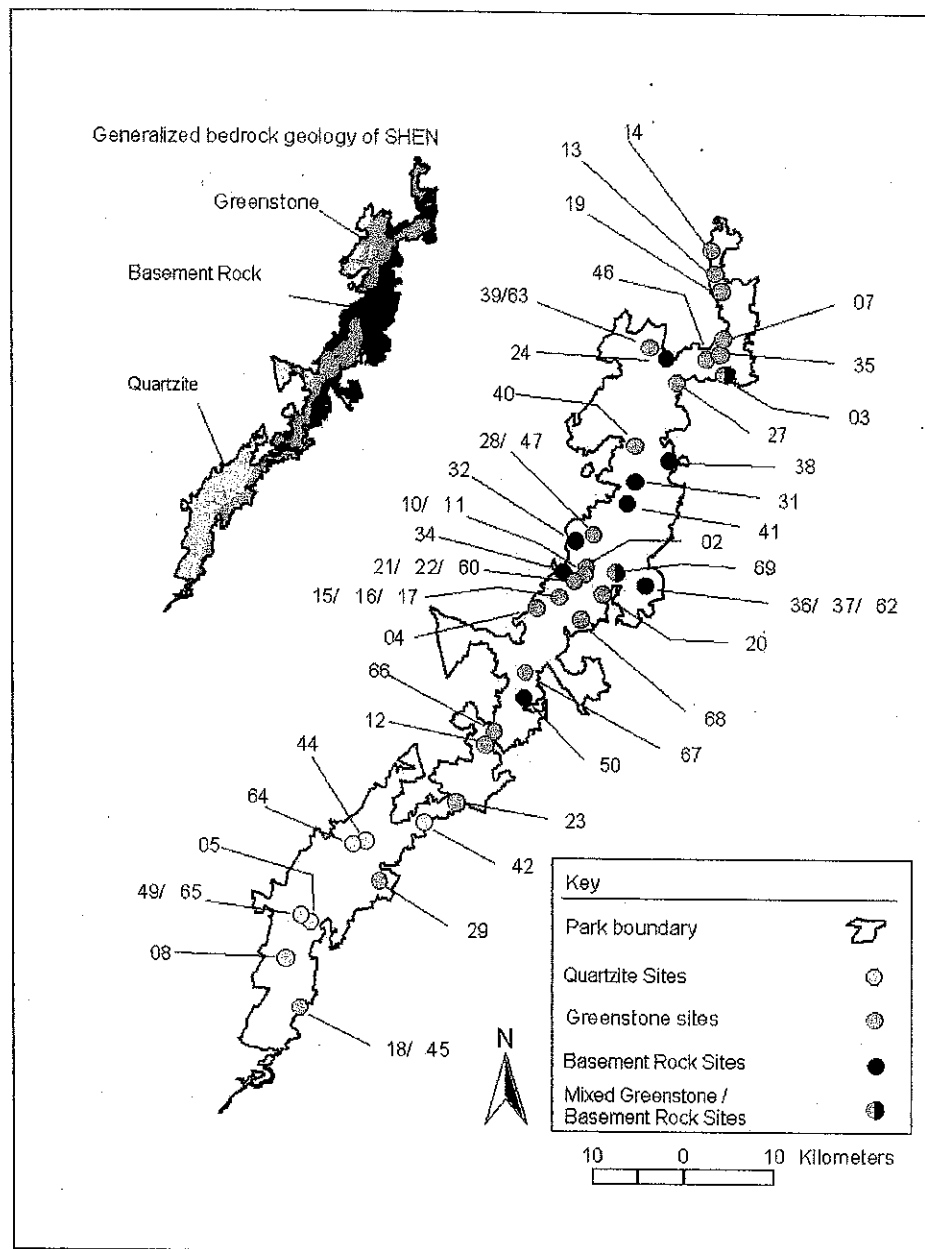 Generalized bedrock geology of SHEN
Greenstone
Basement Rock
Quartzite
14
13
19
46
39/63
07
24
35
03
40
27
28/ 47
38
32
31
10/ 11
41
34
02
21/ 22/ 60
69
15/ 16/ 17
36/ 37/ 62
04
20
66
68
12
67
44
50
64
23
05
42
49/ 65
29
08
18/ 45
N
Key
Park boundary
Quartzite Sites
Greenstone sites
Basement Rock Sites
Mixed Greenstone /
Basement Rock Sites
10 0 10 Kilometers